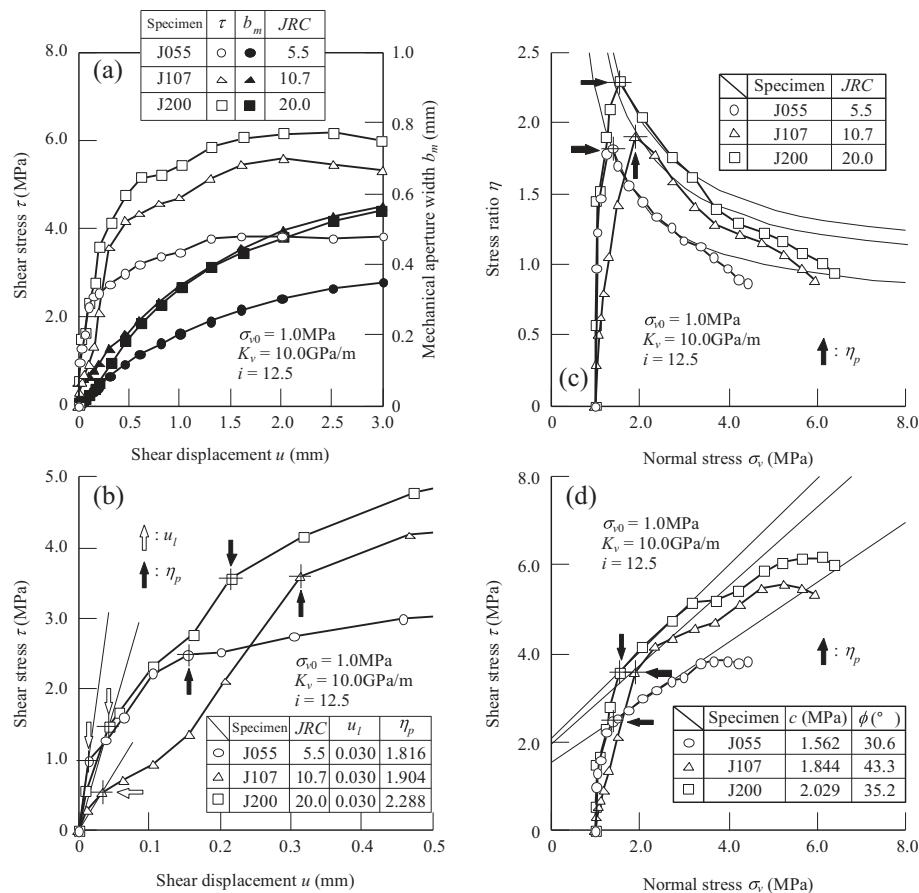 Specimen τ b_m JRC
J055 5.5
J107 10.7
J200 20.0
(a)
8.0
6.0
4.0
2.0
0
1.0
0.8
0.6
0.4
0.2
0
Shear stress τ (MPa)
Mechanical aperture width b_m (mm)
σ_v0 = 1.0MPa
K_v = 10.0GPa/m
i = 12.5
0 0.5 1.0 1.5 2.0 2.5 3.0
Shear displacement u (mm)
(c)
2.5
2.0
1.5
1.0
0.5
0
Stress ratio η
Specimen JRC
J055 5.5
J107 10.7
J200 20.0
σ_v0 = 1.0MPa
K_v = 10.0GPa/m
i = 12.5
: η_p
0 2.0 4.0 6.0 8.0
Normal stress σ_v (MPa)
(b)
5.0
4.0
3.0
2.0
1.0
0
Shear stress τ (MPa)
: u_l
: η_p
σ_v0 = 1.0MPa
K_v = 10.0GPa/m
i = 12.5
Specimen JRC u_l η_p
J055 5.5 0.030 1.816
J107 10.7 0.030 1.904
J200 20.0 0.030 2.288
0 0.1 0.2 0.3 0.4 0.5
Shear displacement u (mm)
(d)
8.0
6.0
4.0
2.0
0
Shear stress τ (MPa)
σ_v0 = 1.0MPa
K_v = 10.0GPa/m
i = 12.5
: η_p
Specimen c (MPa) ϕ (°
J055 1.562 30.6
J107 1.844 43.3
J200 2.029 35.2
0 2.0 4.0 6.0 8.0
Normal stress σ_v (MPa)